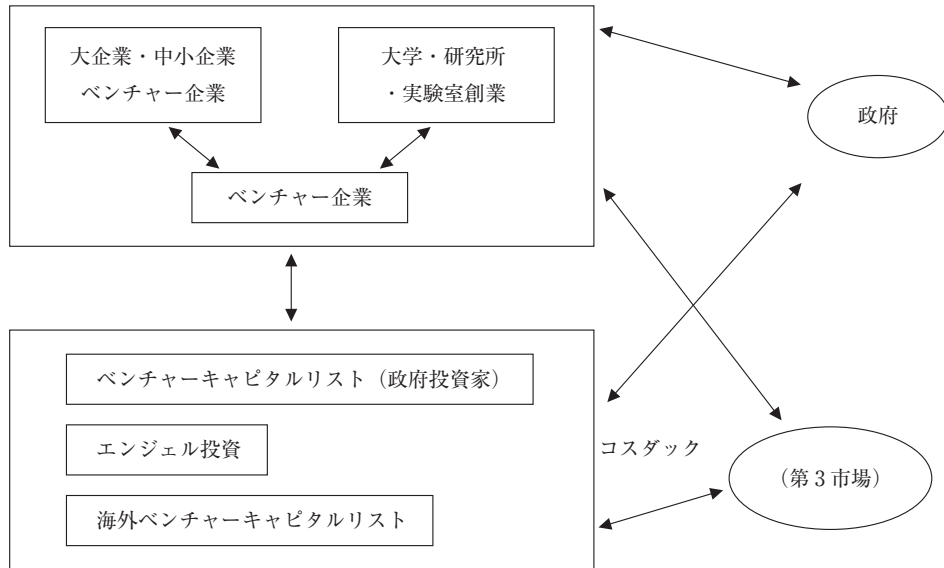 大企業・中小企業
ベンチャー企業
大学・研究所
・実験室創業
政府
ベンチャー企業
ベンチャーキャピタルリスト（政府投資家）
エンジェル投資
コスダック
（第３市場）
海外ベンチャーキャピタルリスト